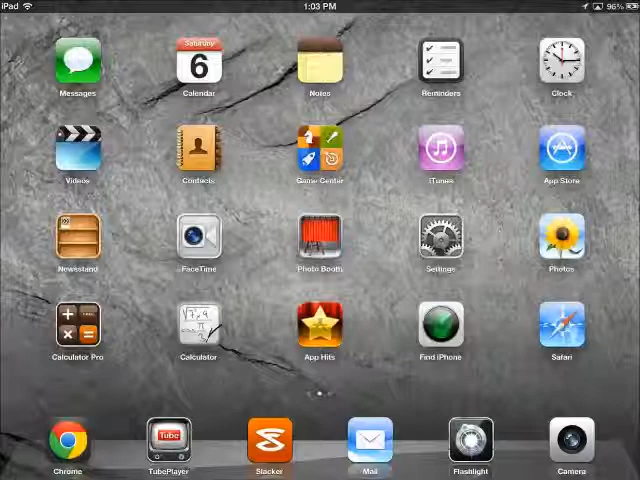 iPad 1:03 PM 96%
Saturday
6
Messages Calendar Notes Reminders Clock
Videos Contacts Game Center iTunes App Store
Newsstand FaceTime Photo Booth Settings Photos
Calculator Pro Calculator App Hits Find iPhone Safari
Tube
Chrome TubePlayer Slacker Mail Flashlight Camera